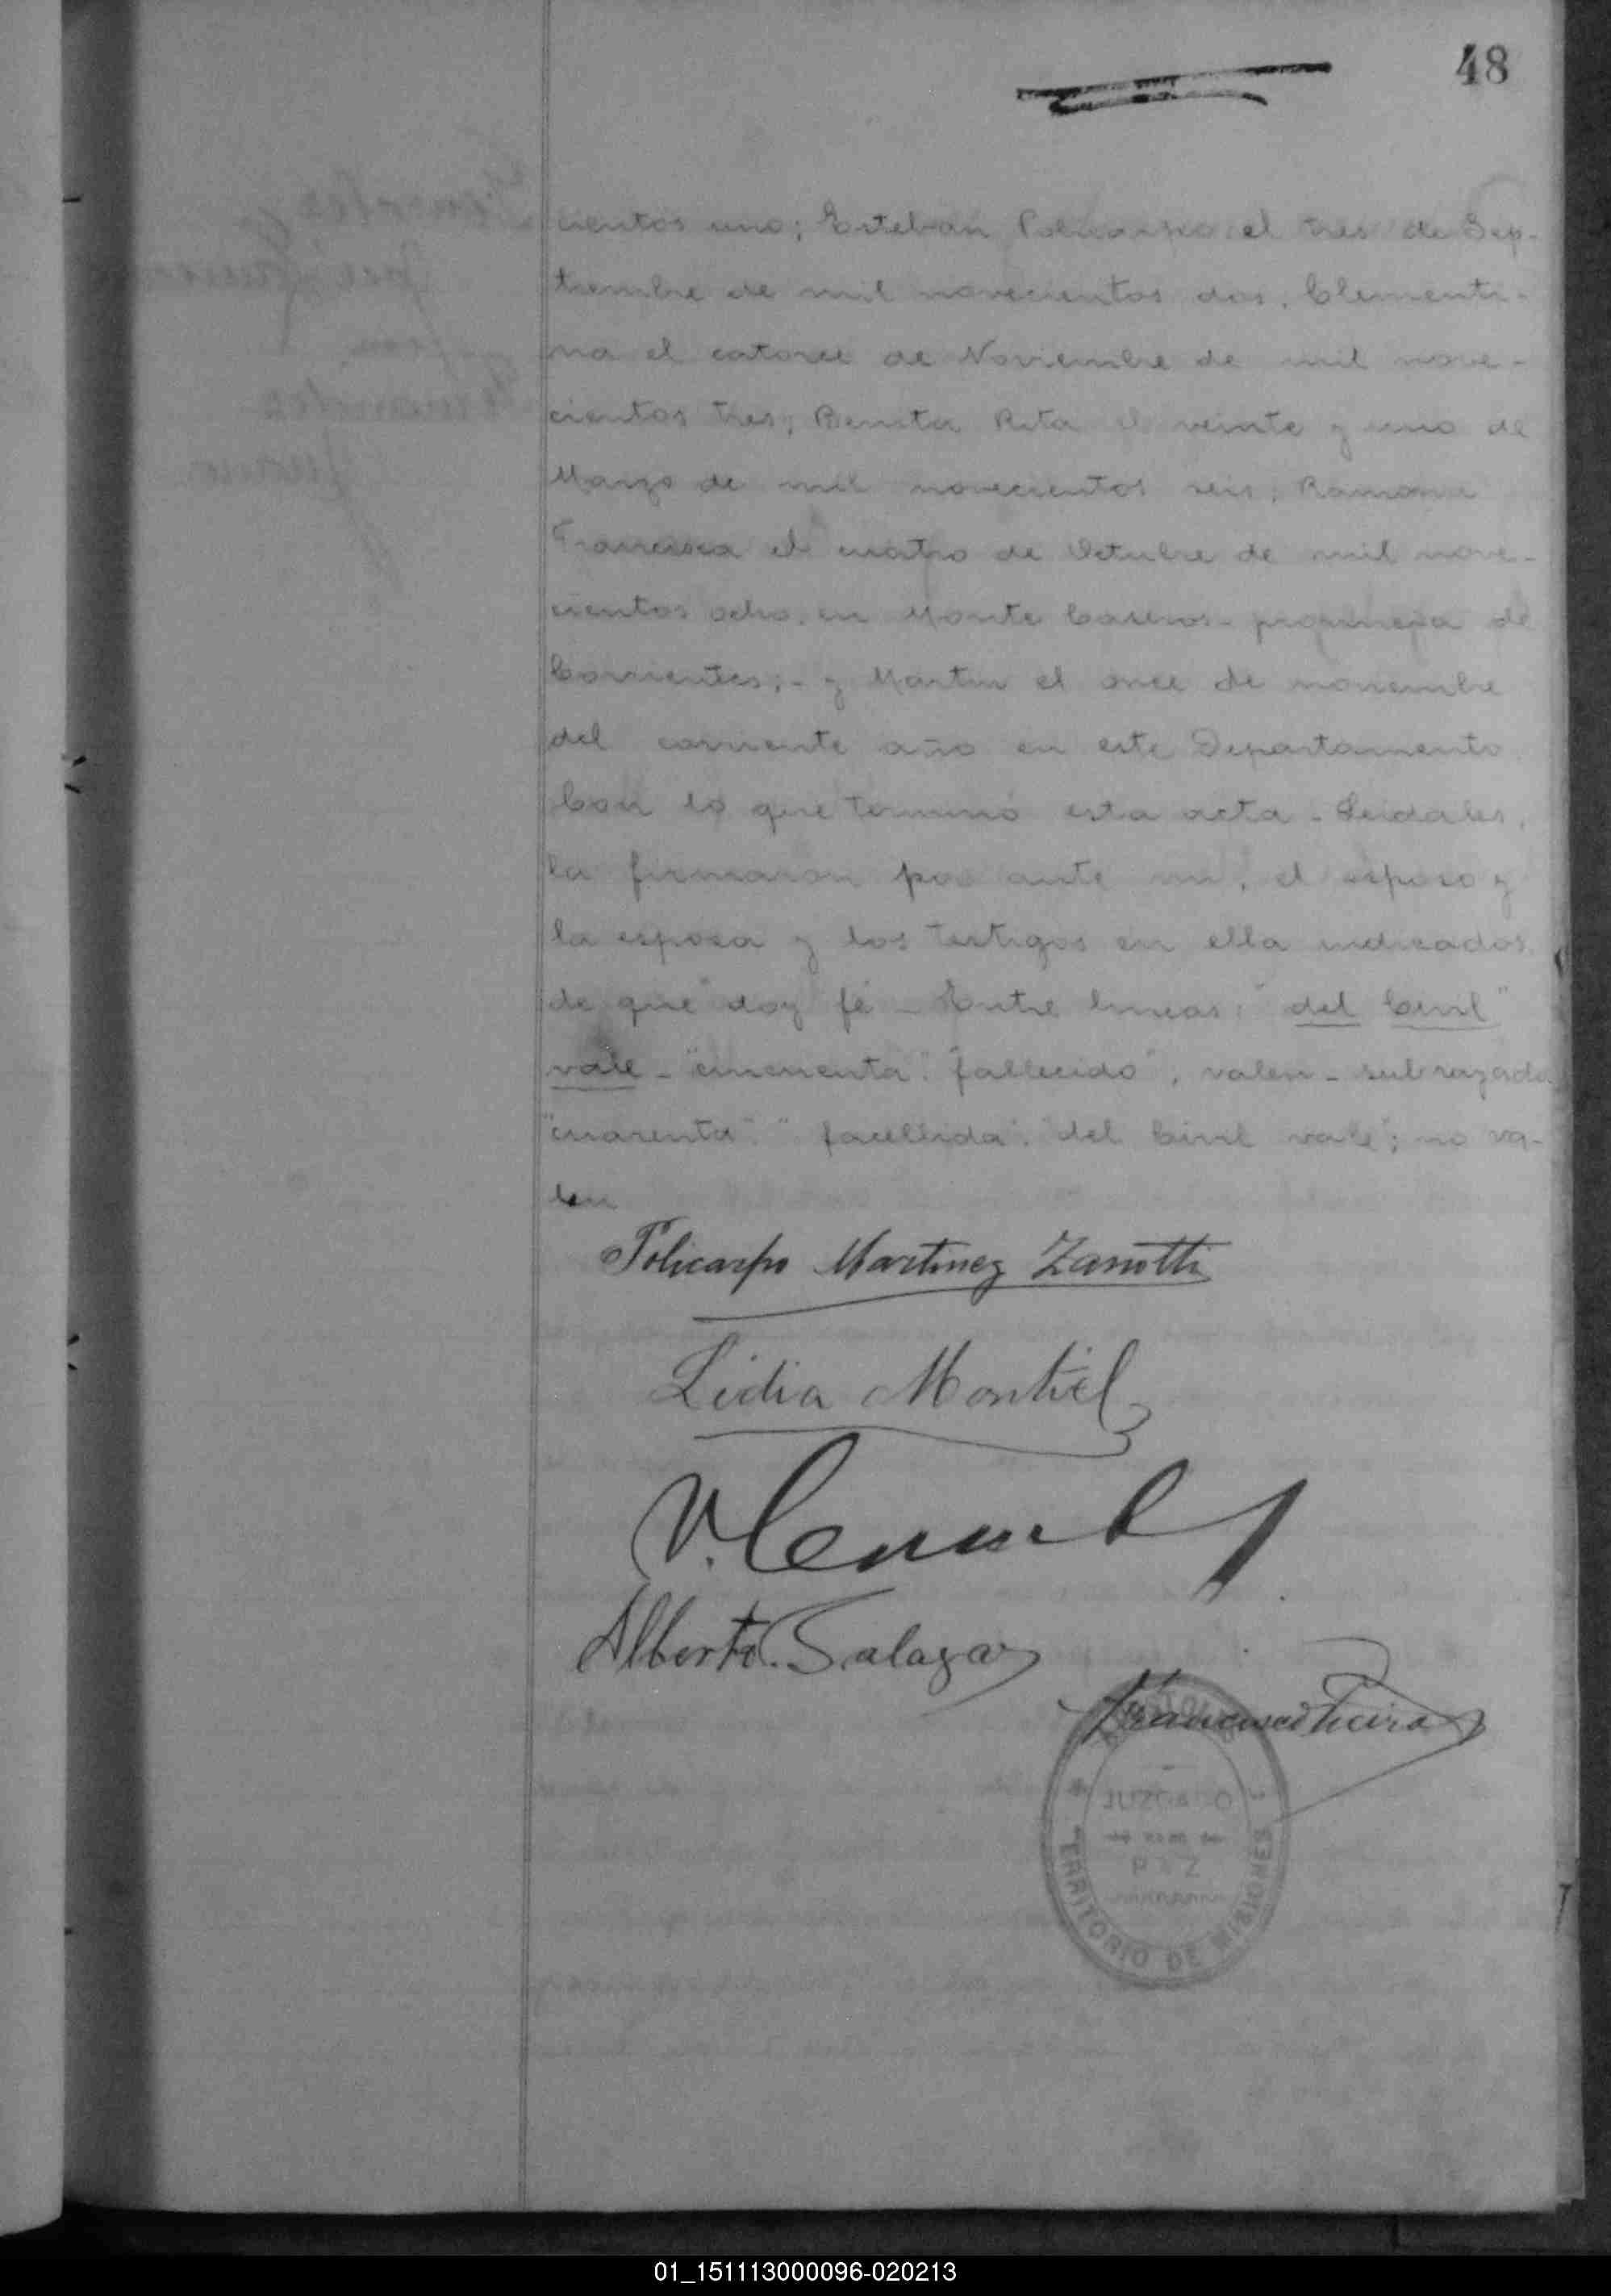 48
cientos uno; Esteban Policarpo el tres de Sep-
tiembre de mil novecientos dos, Clementi-
na el catorce de Noviembre de mil nove-
cientos tres; Benita Rita el veinte y uno de
Marzo de mil novecientos seis; Ramona
Francisca el cuatro de Octubre de mil nove-
cientos ocho, en Monte Caseros - provincia de
Corrientes; - y Martin el once de noviembre
del corriente año en este Departamento
Con lo que terminó esta acta - Leidales,
la firmaron por ante mi, el esposo y
la esposa y los testigos en ella indicados
de que doy fé - Entre lineas: "del Civil"
vale - "cincuenta". "fallecido", valen - subrayado
"cuarenta". "facellida". "del Civil vale"; no va-
len
Policarpo Martinez Zanotti
Lidia Montiel
V.
Alberto Salazar
Francisco
JUZGADO
PAZ
TERRITORIO DE MISIONES
01_151113000096-020213